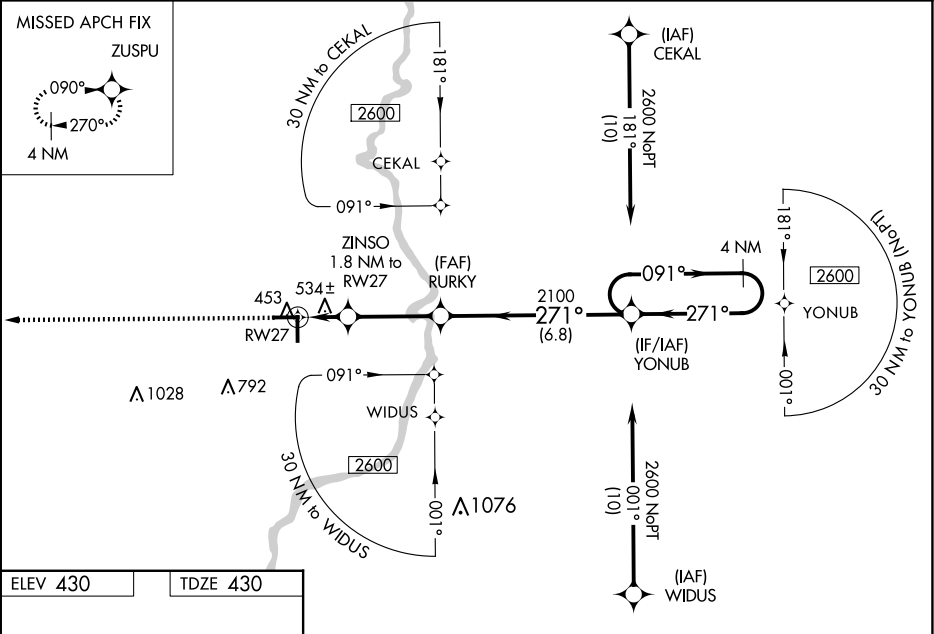 MISSED APCH FIX
ZUSPU
090°
270°
4 NM
30 NM to CEKAL
181°
2600
CEKAL
091°
(IAF)
CEKAL
2600 NoPT
181°
(10)
ZINSO
1.8 NM to
RW27
(FAF)
RURKY
453
534±
RW27
2100
271°
(6.8)
4 NM
091°
271°
(IF/IAF)
YONUB
181°
2600
YONUB
001°
30 NM to YONUB (NoPT)
1028
792
091°
WIDUS
2600
30 NM to WIDUS
001°
1076
2600 NoPT
001°
(10)
(IAF)
WIDUS
ELEV 430
TDZE 430